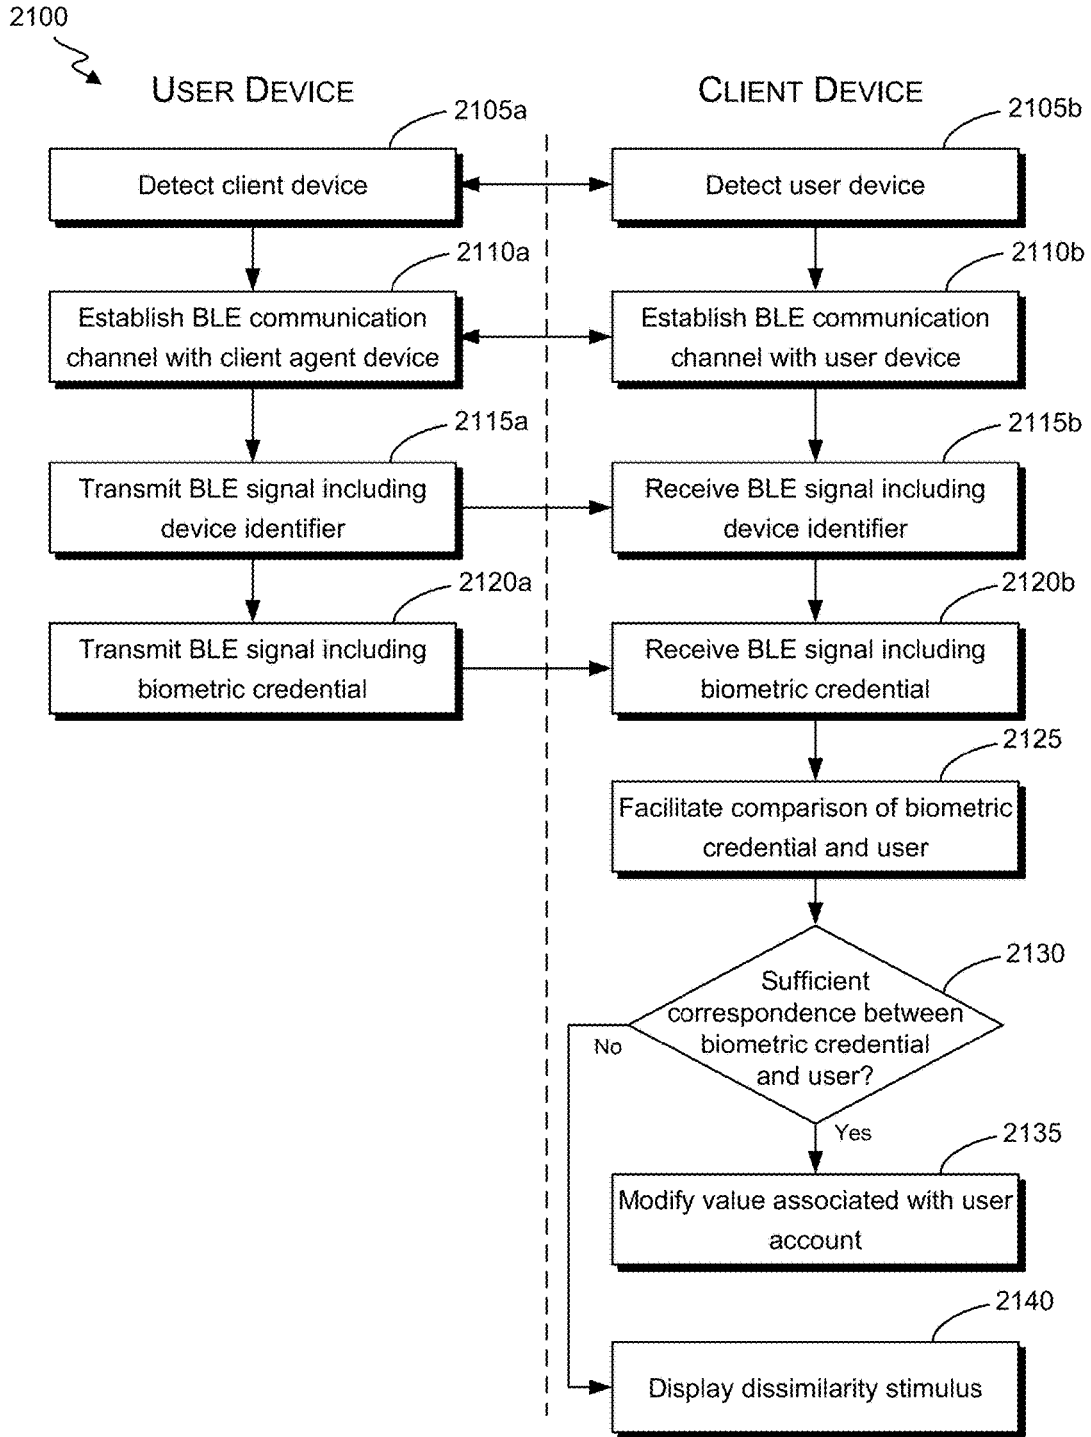 2100
USER DEVICE
CLIENT DEVICE
2105a
Detect client device
2105b
Detect user device
2110a
Establish BLE communication
channel with client agent device
2110b
Establish BLE communication
channel with user device
2115a
Transmit BLE signal including
device identifier
2115b
Receive BLE signal including
device identifier
2120a
Transmit BLE signal including
biometric credential
2120b
Receive BLE signal including
biometric credential
2125
Facilitate comparison of biometric
credential and user
2130
Sufficient
correspondence between
biometric credential
and user?
No
Yes
2135
Modify value associated with user
account
2140
Display dissimilarity stimulus